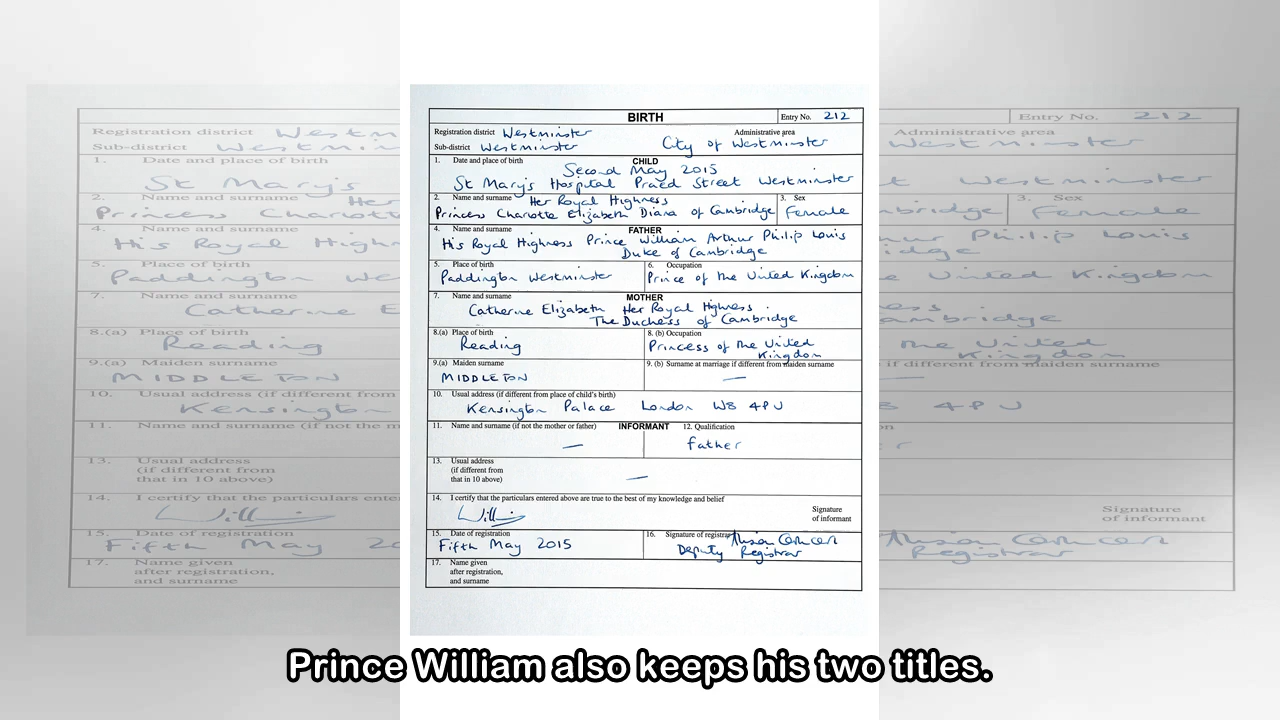 BIRTH
Entry No. 212
Registration district Westminster
Administrative area
Sub-district Westminster
City of Westminster
1. Date and place of birth
CHILD
Second May 2015
St Mary's Hospital Praed Street Westminster
2. Name and surname
Her Royal Highness
Princess Charlotte Elizabeth Diana of Cambridge
3. Sex
Female
4. Name and surname
FATHER
His Royal Highness Prince William Arthur Philip Louis
Duke of Cambridge
5. Place of birth
Paddington Westminster
6. Occupation
Prince of the United Kingdom
7. Name and surname
MOTHER
Catherine Elizabeth Her Royal Highness
The Duchess of Cambridge
8.(a) Place of birth
Reading
8. (b) Occupation
Princess of the United
Kingdom
9.(a) Maiden surname
MIDDLETON
9. (b) Surname at marriage if different from maiden surname
—
10. Usual address (if different from place of child's birth)
Kensington Palace London W8 4PU
11. Name and surname (if not the mother or father)
INFORMANT
—
12. Qualification
Father
13. Usual address
(if different from
that in 10 above)
—
14. I certify that the particulars entered above are true to the best of my knowledge and belief
Signature
of informant
15. Date of registration
Fifth May 2015
16. Signature of registrar
Deputy Registrar
17. Name given
after registration,
and surname
Prince William also keeps his two titles.